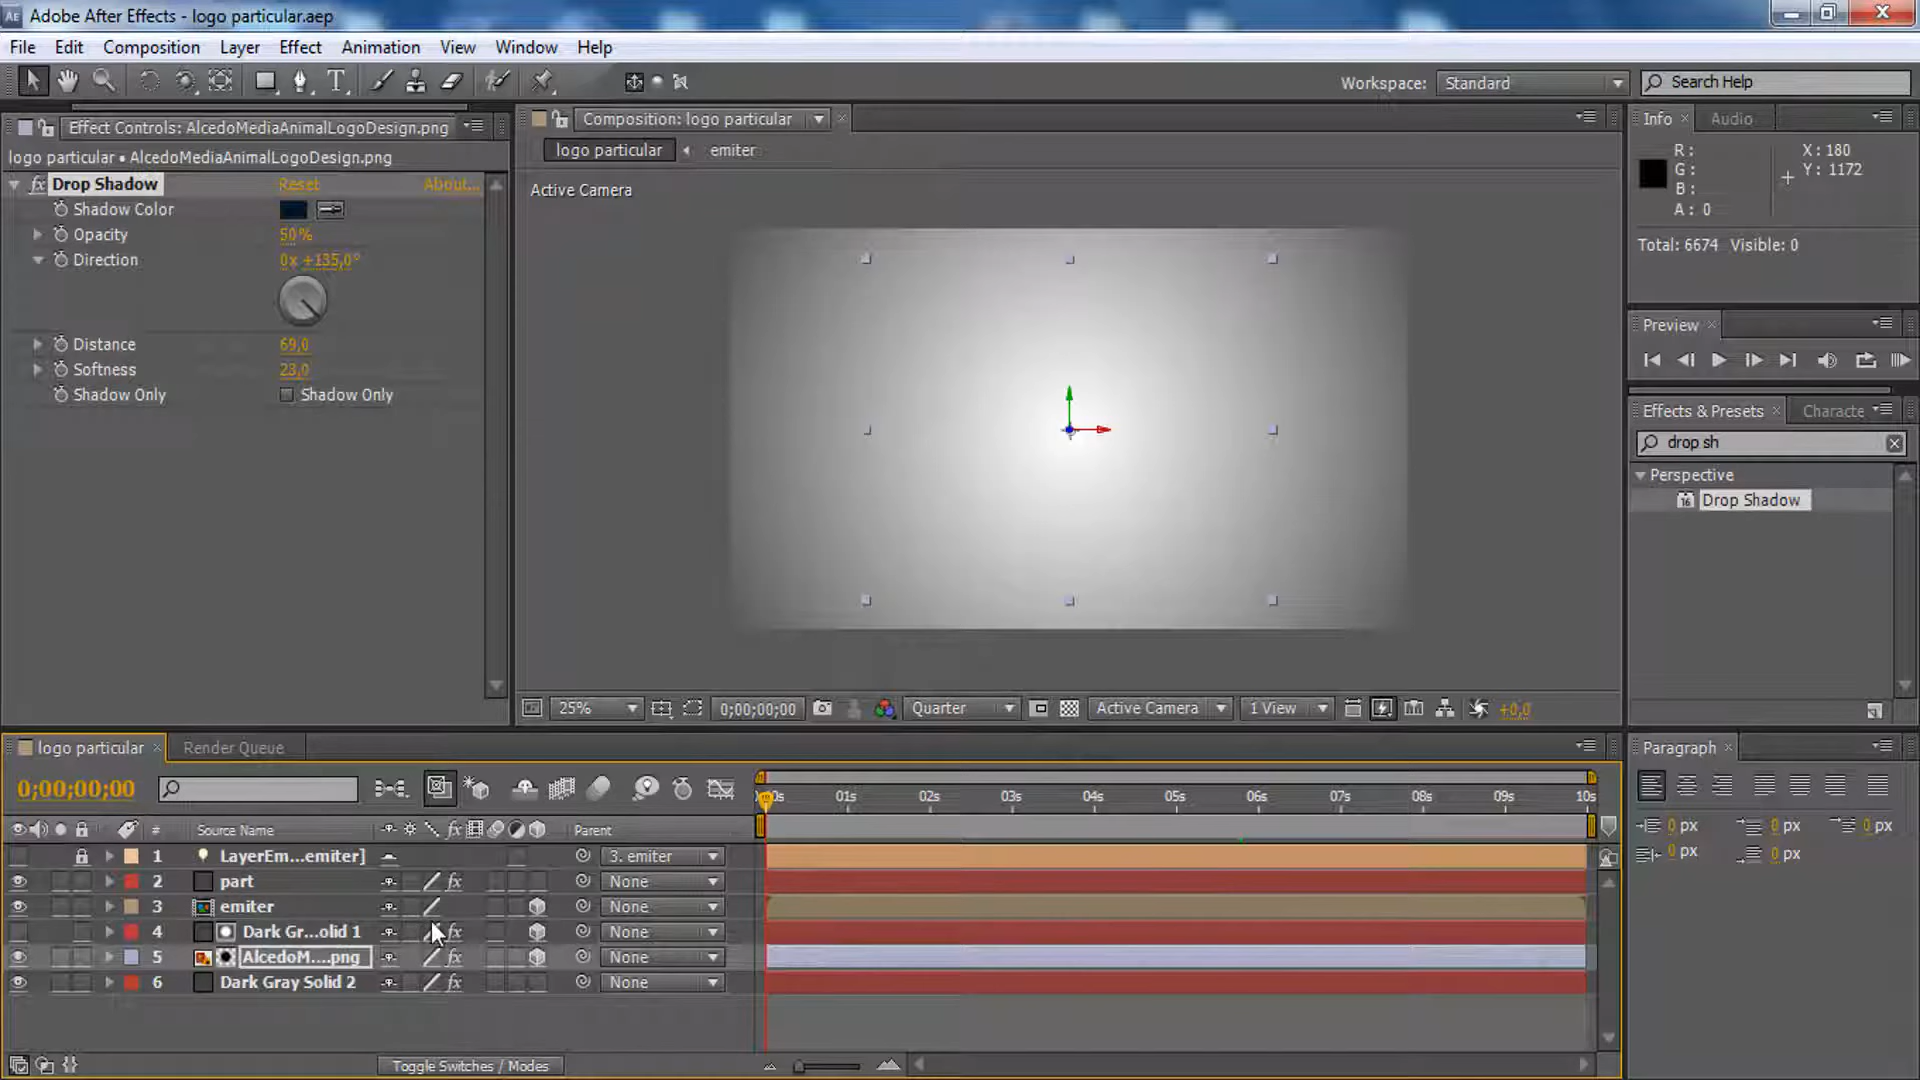 Adobe After Effects - logo particular.aep
File Edit Composition Layer Effect Animation View Window Help
Workspace: Standard Search Help
Effect Controls: AlcedoMediaAnimalLogoDesign.png
logo particular • AlcedoMediaAnimalLogoDesign.png
Drop Shadow Reset About...
Shadow Color
Opacity 50%
Direction 0x +135,0°
Distance 69,0
Softness 23,0
Shadow Only Shadow Only
Composition: logo particular
logo particular emiter
Active Camera
25% 0;00;00;00 Quarter Active Camera 1 View +0,0
Info Audio
R: X: 180
G: Y: 1172
B:
A: 0
Total: 6674 Visible: 0
Preview
Effects & Presets Characte
drop sh
Perspective
Drop Shadow
logo particular Render Queue
0;00;00;00
01s 02s 03s 04s 05s 06s 07s 08s 09s 10s
# Source Name Parent
1 LayerEm...emiter] 3. emiter
2 part None
3 emiter None
4 Dark Gr...olid 1 None
5 AlcedoM....png None
6 Dark Gray Solid 2 None
Toggle Switches / Modes
Paragraph
0 px 0 px 0 px
0 px 0 px